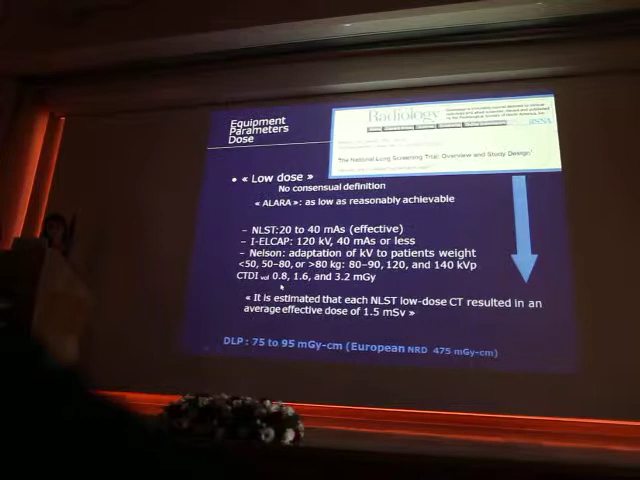 Equipment
Parameters
Dose
Radiology
RSNA
The National Lung Screening Trial: Overview and Study Design¹
• « Low dose »
No consensual definition
« ALARA »: as low as reasonably achievable
– NLST:20 to 40 mAs (effective)
– I-ELCAP: 120 kV, 40 mAs or less
– Nelson: adaptation of kV to patients weight
<50, 50–80, or >80 kg: 80–90, 120, and 140 kVp
CTDI vol 0.8, 1.6, and 3.2 mGy
« It is estimated that each NLST low-dose CT resulted in an
average effective dose of 1.5 mSv »
DLP : 75 to 95 mGy-cm (European NRD 475 mGy-cm)